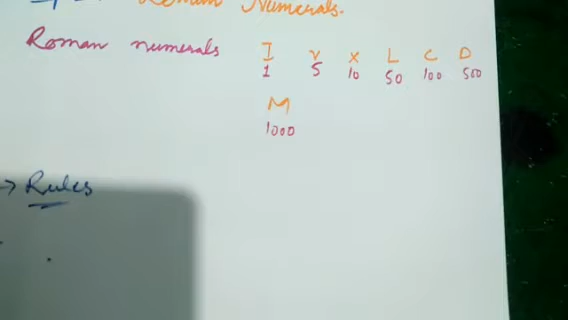 Roman Numerals.
Roman numerals I V X L C D
1 5 10 50 100 500
M
1000
→ Rules